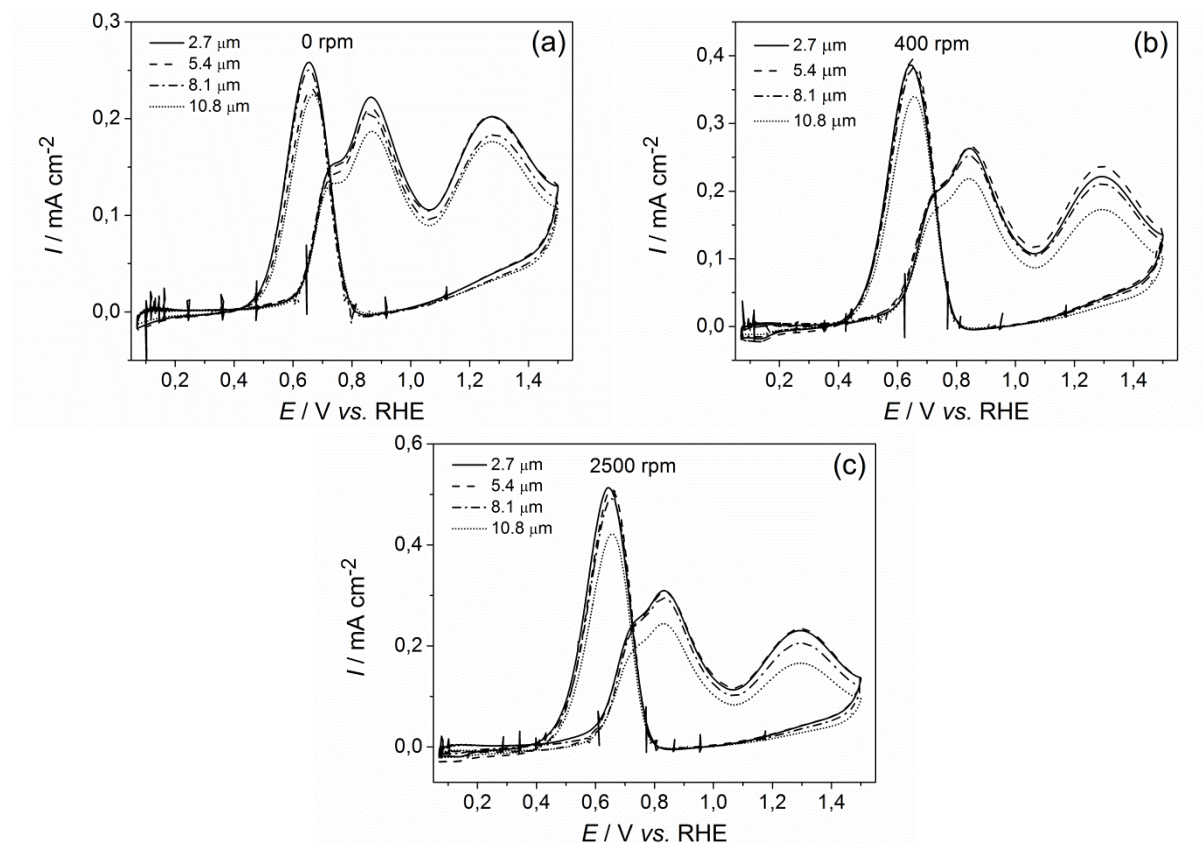 0,3
0,2
0,1
0,0
2.7 μm
5.4 μm
8.1 μm
10.8 μm
0 rpm
(a)
I / mA cm-2
0,2 0,4 0,6 0,8 1,0 1,2 1,4
E / V vs. RHE
0,4
0,3
0,2
0,1
0,0
2.7 μm
5.4 μm
8.1 μm
10.8 μm
400 rpm
(b)
I / mA cm-2
0,2 0,4 0,6 0,8 1,0 1,2 1,4
E / V vs. RHE
0,6
0,4
0,2
0,0
2.7 μm
5.4 μm
8.1 μm
10.8 μm
2500 rpm
(c)
I / mA cm-2
0,2 0,4 0,6 0,8 1,0 1,2 1,4
E / V vs. RHE